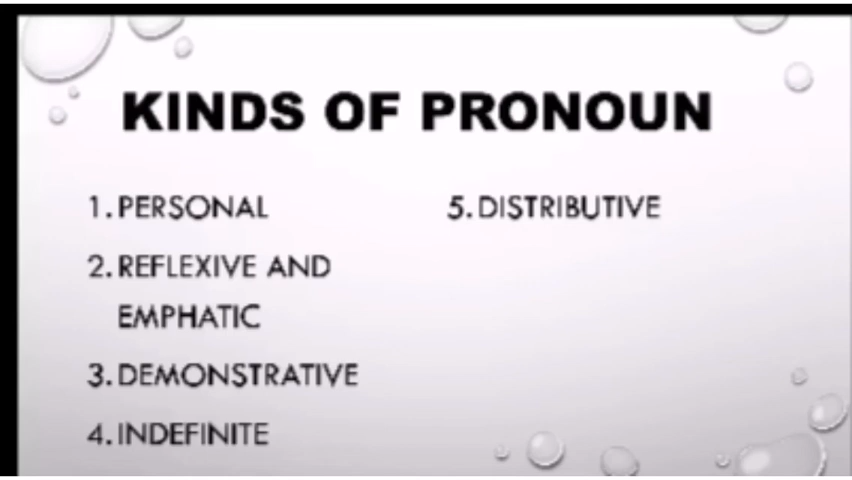 KINDS OF PRONOUN
1. PERSONAL
2. REFLEXIVE AND
EMPHATIC
3. DEMONSTRATIVE
4. INDEFINITE
5. DISTRIBUTIVE